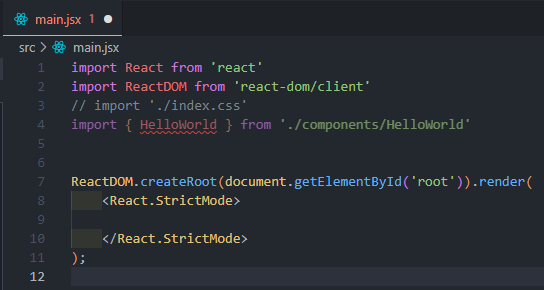 main.jsx 1
src > main.jsx
1 import React from 'react'
2 import ReactDOM from 'react-dom/client'
3 // import './index.css'
4 import { HelloWorld } from './components/HelloWorld'
5
6
7 ReactDOM.createRoot(document.getElementById('root')).render(
8 <React.StrictMode>
9
10 </React.StrictMode>
11 );
12